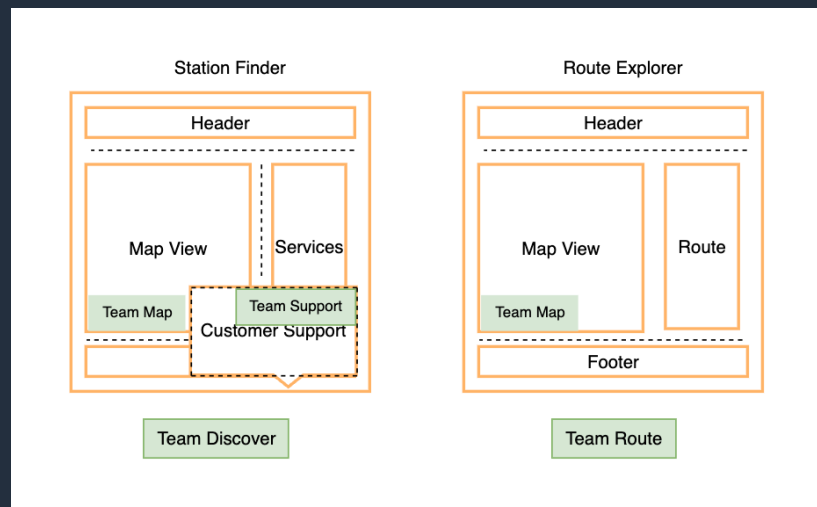 Station Finder
Header
Map View
Services
Team Map
Team Support
Customer Support
Team Discover
Route Explorer
Header
Map View
Route
Team Map
Footer
Team Route